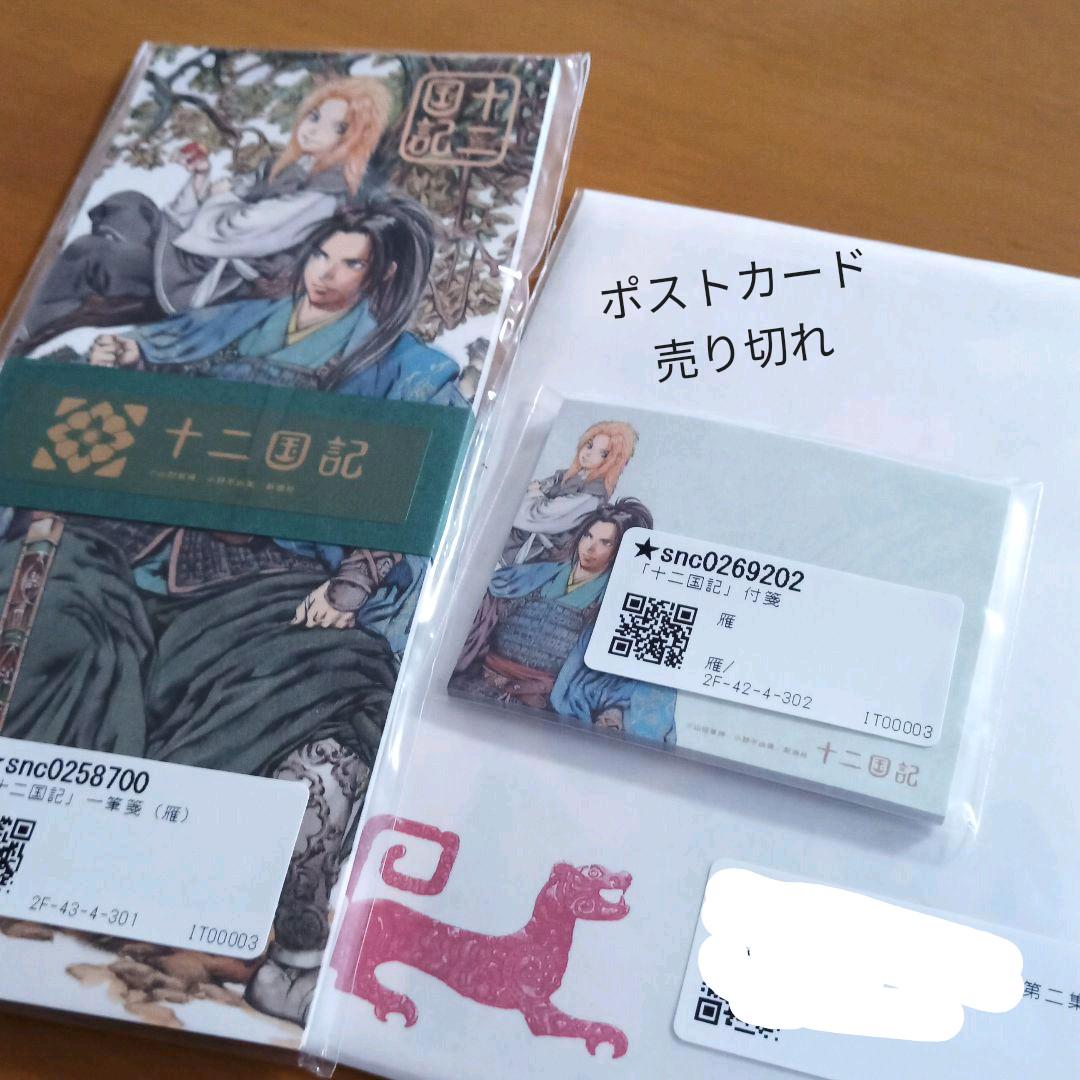 十二
国記
十二国記
ポストカード
売り切れ
★snc0269202
「十二国記」付箋
雁
雁/
2F-42-4-302
IT00003
十二国記
snc0258700
十二国記」一筆箋（雁）
2F-43-4-301
IT00003
第二集